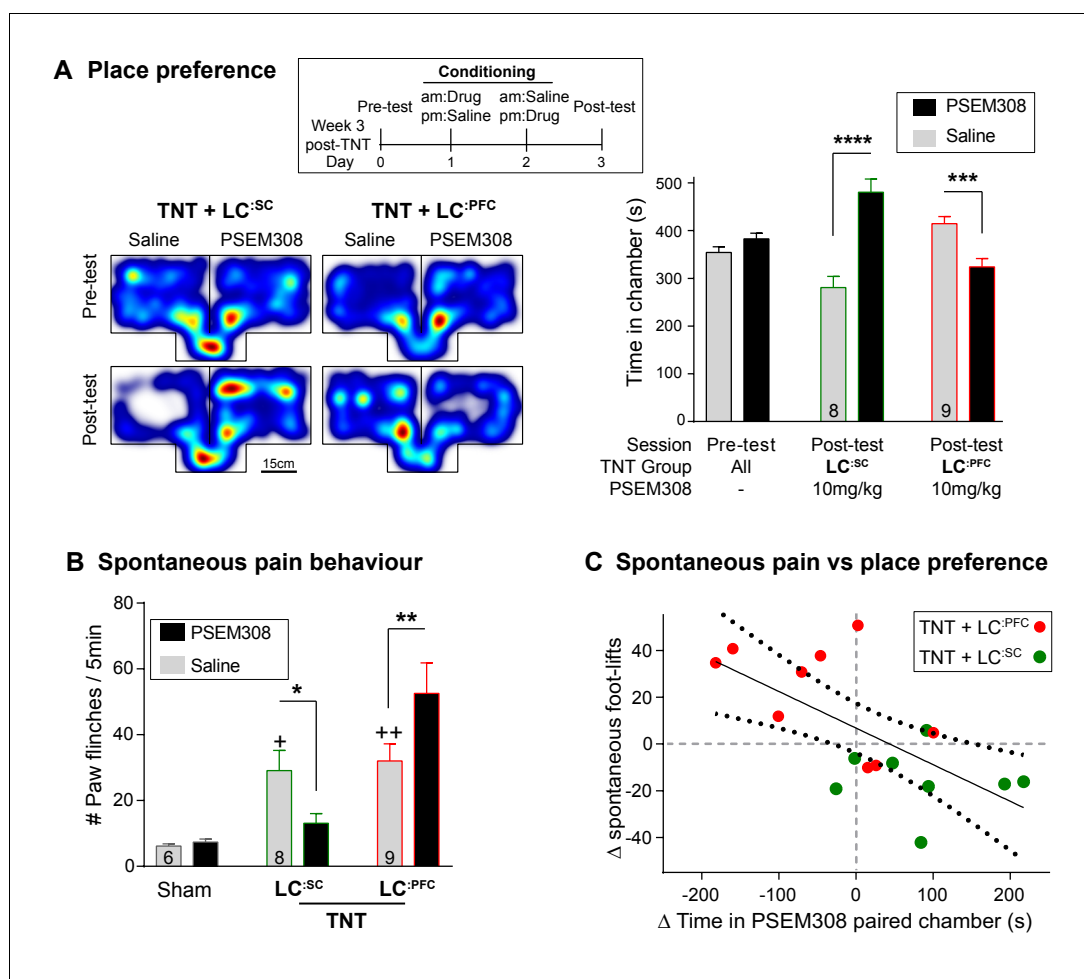 A Place preference
Conditioning
Pre-test am:Drug am:Saline Post-test
pm:Saline pm:Drug
Week 3
post-TNT
Day 0 1 2 3
TNT + LC:SC TNT + LC:PFC
Saline PSEM308 Saline PSEM308
Pre-test
Post-test
15cm
PSEM308
Saline
**** ***
Time in chamber (s)
500
400
300
200
100
0
8 9
Session Pre-test Post-test Post-test
TNT Group All LC:SC LC:PFC
PSEM308 - 10mg/kg 10mg/kg
B Spontaneous pain behaviour
# Paw flinches / 5min
80
60
40
20
0
PSEM308
Saline
**
*
+ ++
6 8 9
Sham LC:SC LC:PFC
TNT
C Spontaneous pain vs place preference
TNT + LC:PFC
TNT + LC:SC
Δ spontaneous foot-lifts
40
20
0
-20
-40
-200 -100 0 100 200
Δ Time in PSEM308 paired chamber (s)